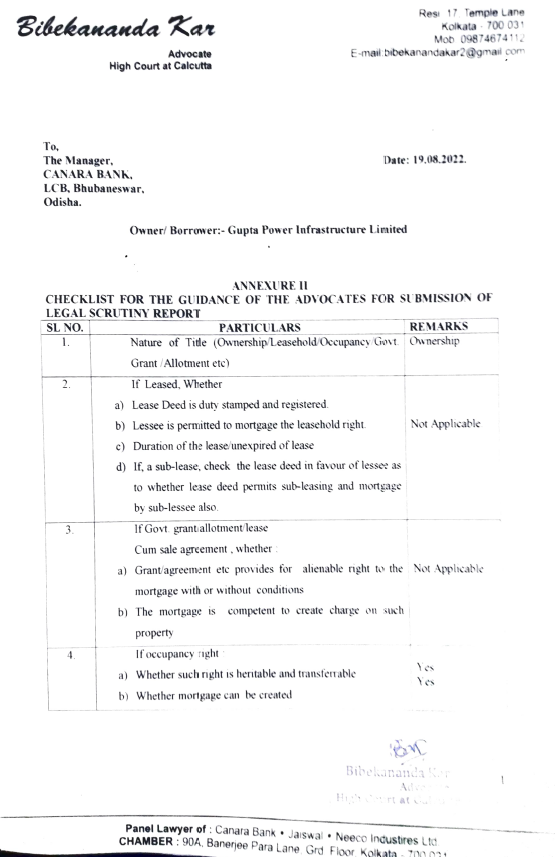 Bibekananda Kar
Advocate
High Court at Calcutta
Resi 17, Temple Lane
Kolkata - 700 031
Mob 09874674112
E-mail:bibekanandakar2@gmail.com
To,
The Manager,
CANARA BANK,
LCB, Bhubaneswar,
Odisha.
Date: 19.08.2022.
Owner/ Borrower:- Gupta Power Infrastructure Limited
ANNEXURE II
CHECKLIST FOR THE GUIDANCE OF THE ADVOCATES FOR SUBMISSION OF
LEGAL SCRUTINY REPORT
SL NO. PARTICULARS REMARKS
1. Nature of Title (Ownership/Leasehold/Occupancy/Govt. Ownership
Grant /Allotment etc)
2. If Leased, Whether
a) Lease Deed is duty stamped and registered.
b) Lessee is permitted to mortgage the leasehold right. Not Applicable
c) Duration of the lease/unexpired of lease
d) If, a sub-lease, check the lease deed in favour of lessee as
to whether lease deed permits sub-leasing and mortgage
by sub-lessee also.
3. If Govt. grant/allotment/lease
Cum sale agreement , whether :
a) Grant/agreement etc provides for alienable right to the Not Applicable
mortgage with or without conditions
b) The mortgage is competent to create charge on such
property
4. If occupancy right :
a) Whether such right is heritable and transferrable Yes
b) Whether mortgage can be created Yes
Bibekananda Kar
High Court at
1
Panel Lawyer of : Canara Bank • Jaiswal • Neeco Industires Ltd.
CHAMBER : 90A, Banerjee Para Lane, Grd. Floor, Kolkata - 700 031